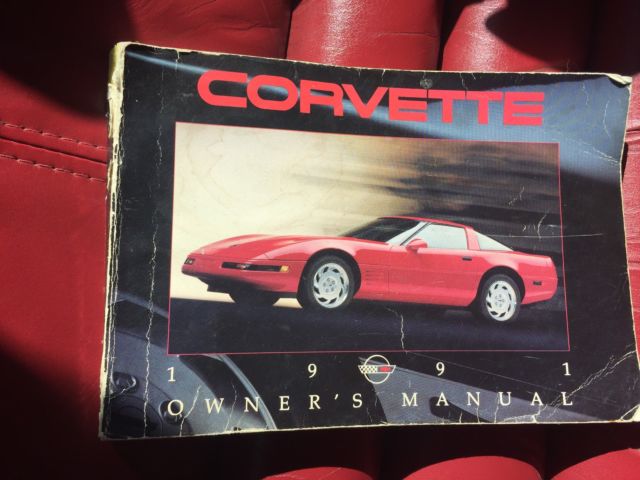 CORVETTE
1 9 9 1
OWNER'S MANUAL